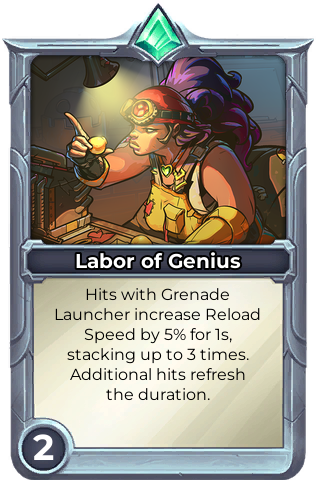 Labor of Genius
Hits with Grenade
Launcher increase Reload
Speed by 5% for 1s,
stacking up to 3 times.
Additional hits refresh
the duration.
2